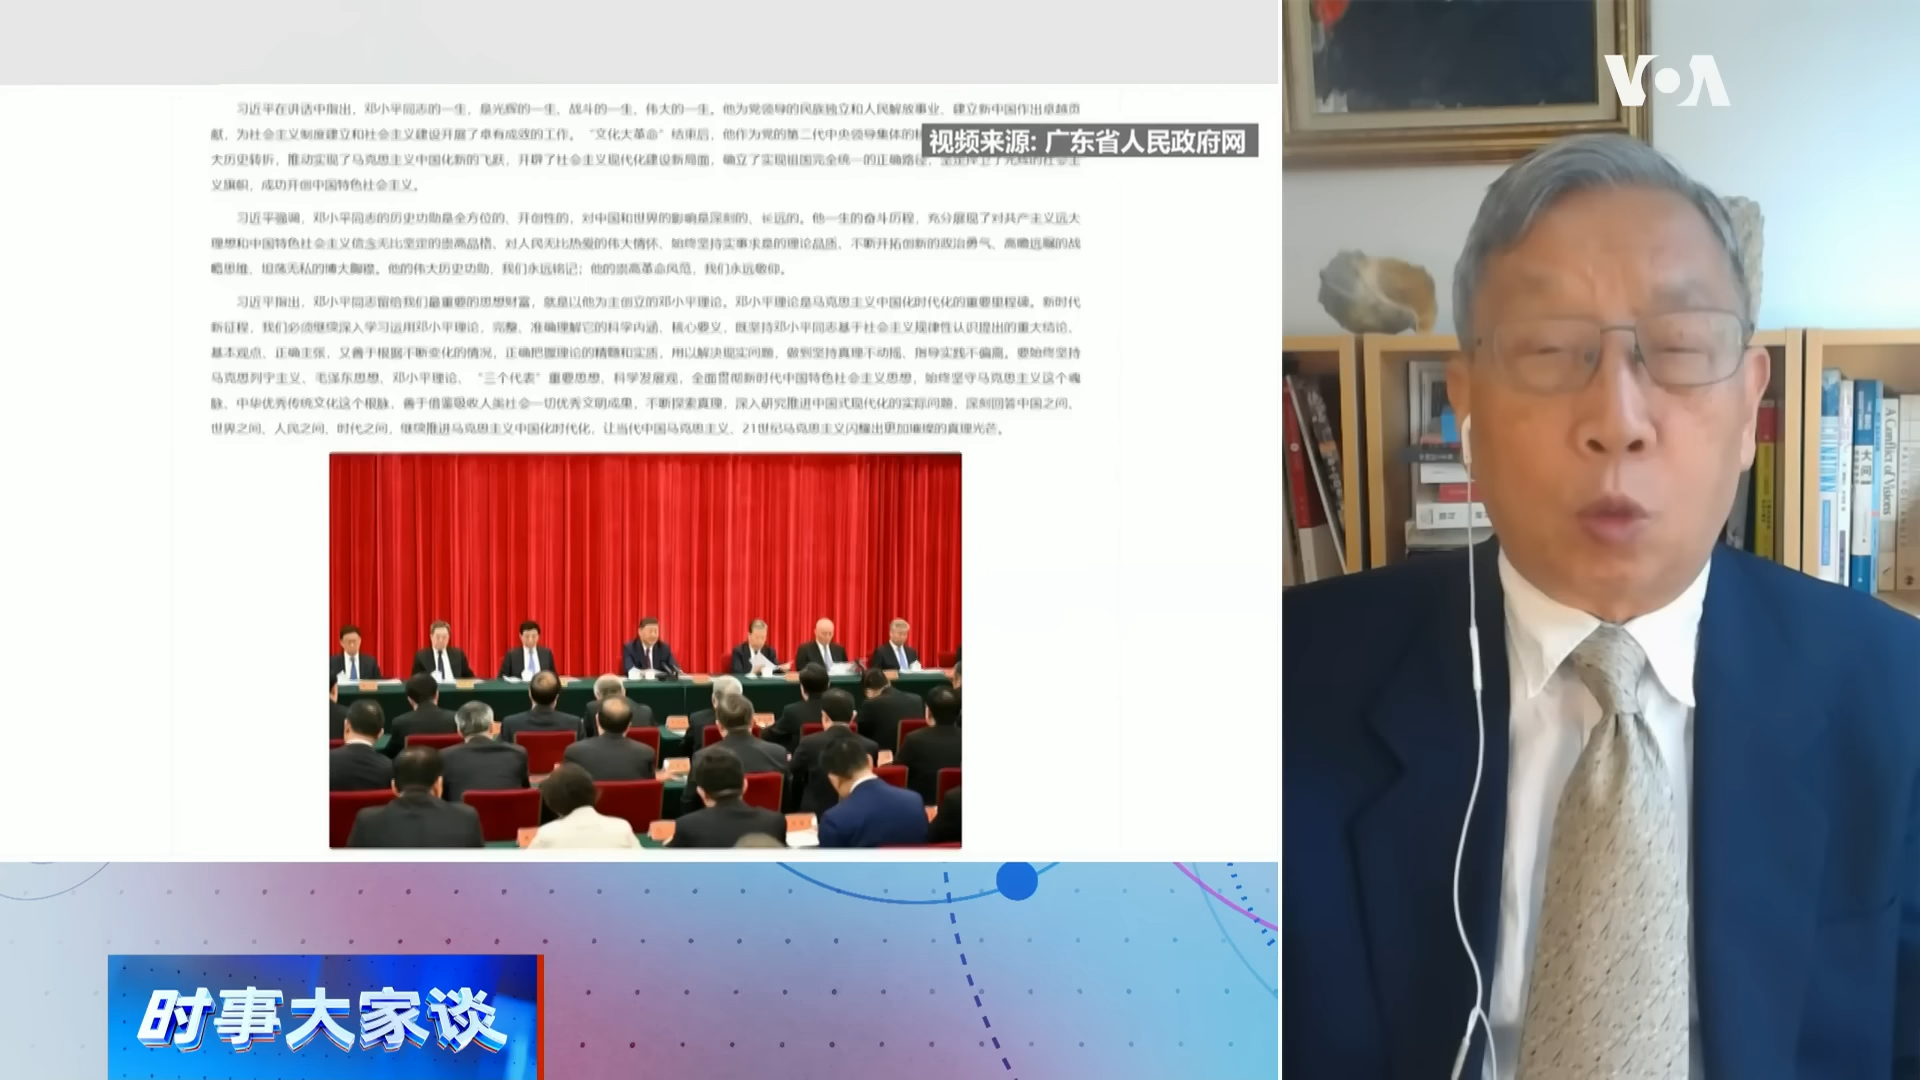 习近平在讲话中指出,邓小平同志的一生,是光辉的一生、战斗的一生、伟大的一生。他为党领导的民族独立和人民解放事业、建立新中国作出卓越贡
献,为社会主义制度建立和社会主义建设开展了卓有成效的工作。“文化大革命”结束后,他作为党的第二代中央领导集体的
大历史转折,推动实现了马克思主义中国化新的飞跃,开辟了社会主义现代化建设新局面,确立了实现祖国完全统一的正确路径,坚定捍卫了光辉的社会主
义旗帜,成功开创中国特色社会主义。
习近平强调,邓小平同志的历史功勋是全方位的、开创性的,对中国和世界的影响是深刻的、长远的。他一生的奋斗历程,充分展现了对共产主义远大
理想和中国特色社会主义信念无比坚定的崇高品格、对人民无比热爱的伟大情怀、始终坚持实事求是的理论品质、不断开拓创新的政治勇气、高瞻远瞩的战
略思维、坦荡无私的博大胸襟。他的伟大历史功勋,我们永远铭记;他的崇高革命风范,我们永远敬仰。
习近平指出,邓小平同志留给我们最重要的思想财富,就是以他为主创立的邓小平理论。邓小平理论是马克思主义中国化时代化的重要里程碑。新时代
新征程,我们必须继续深入学习运用邓小平理论,完整、准确理解它的科学内涵、核心要义,既坚持邓小平同志基于社会主义规律性认识提出的重大结论、
基本观点、正确主张,又善于根据不断变化的情况,正确把握理论的精髓和实质,用以解决现实问题,做到坚持真理不动摇、指导实践不偏离。要始终坚持
马克思列宁主义、毛泽东思想、邓小平理论、“三个代表”重要思想、科学发展观,全面贯彻新时代中国特色社会主义思想,始终坚守马克思主义这个魂
脉、中华优秀传统文化这个根脉,善于借鉴吸收人类社会一切优秀文明成果,不断探索真理,深入研究推进中国式现代化的实际问题,深刻回答中国之问、
世界之问、人民之问、时代之问,继续推进马克思主义中国化时代化,让当代中国马克思主义、21世纪马克思主义闪耀出更加璀璨的真理光芒。
视频来源: 广东省人民政府网
VOA
A Conflict of Visions
时事大家谈